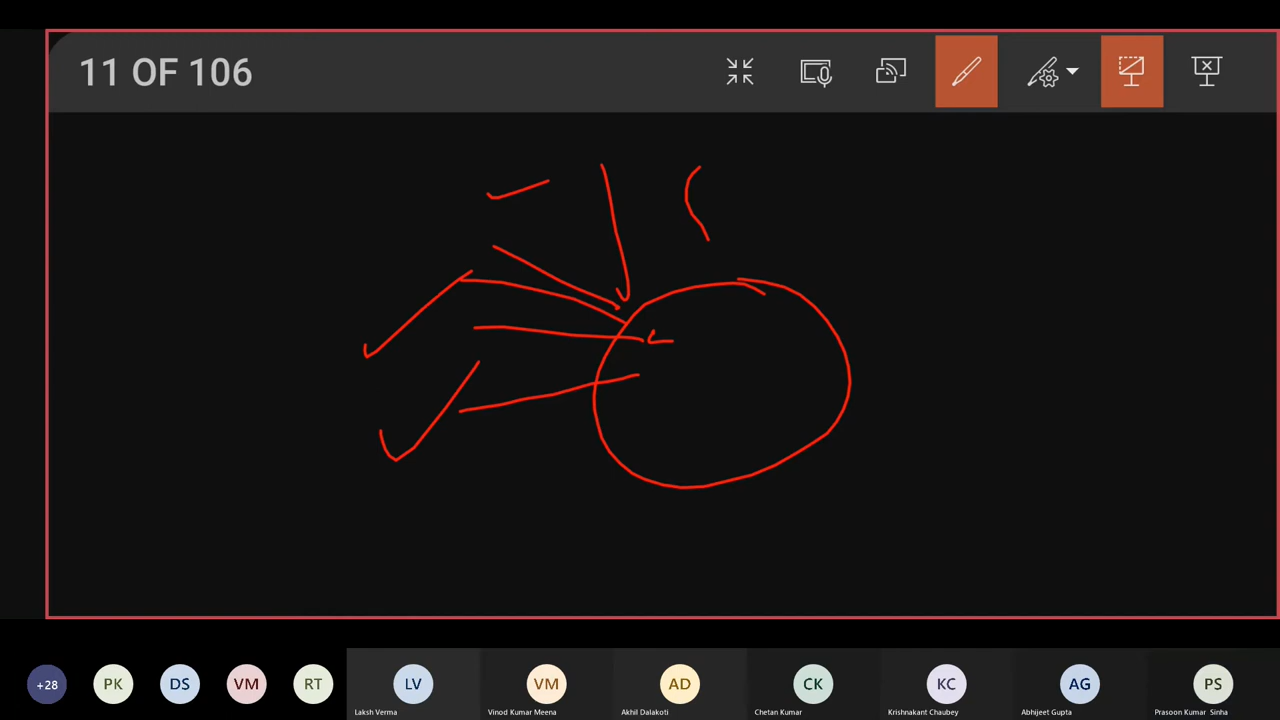 11 OF 106
+28 PK DS VM RT LV VM AD CK KC AG PS
Laksh Verma Vinod Kumar Meena Akhil Dalakoti Chetan Kumar Krishnakant Chaubey Abhijeet Gupta Prasoon Kumar Sinha